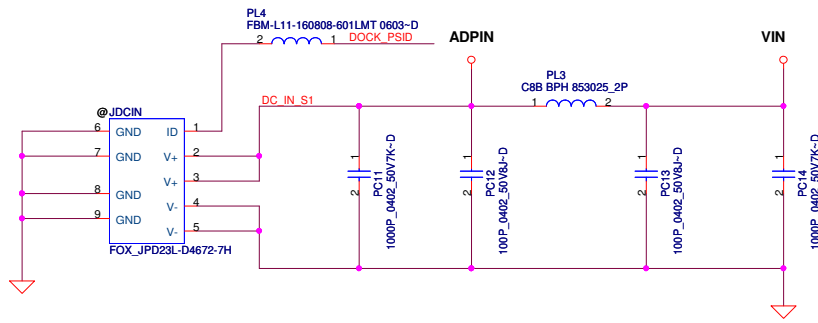 PL4
FBM-L11-160808-601LMT 0603~D
2 1 DOCK_PSID
ADPIN
VIN
PL3
C8B BPH 853025_2P
1 2
DC_IN_S1
@JDCIN
6 GND ID 1
7 GND V+ 2
V+ 3
8 GND V- 4
9 GND V- 5
FOX_JPD23L-D4672-7H
1
2
PC11
1000P_0402_50V7K~D
1
2
PC12
100P_0402_50V8J~D
1
2
PC13
100P_0402_50V8J~D
1
2
PC14
1000P_0402_50V7K~D